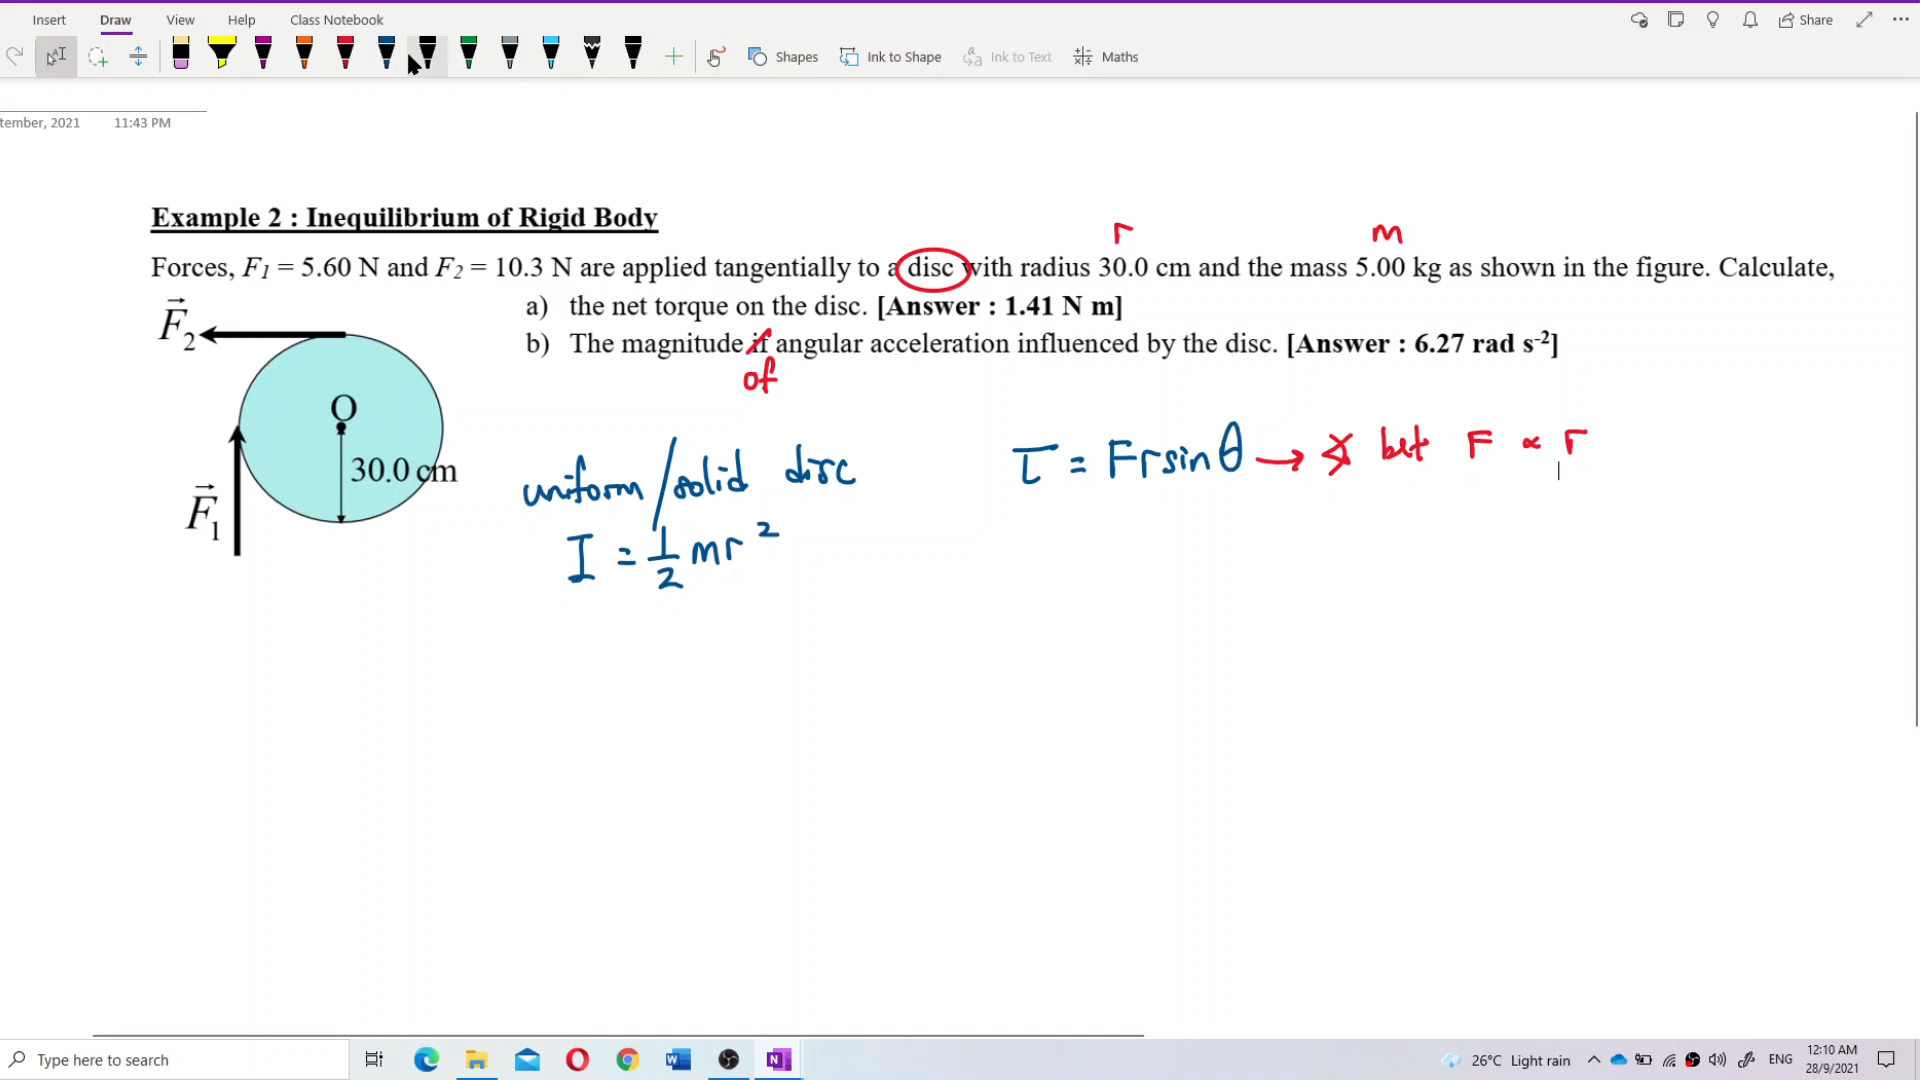 Insert Draw View Help Class Notebook Share
Shapes Ink to Shape Ink to Text Maths
tember, 2021 11:43 PM
Example 2 : Inequilibrium of Rigid Body
r m
Forces, F1 = 5.60 N and F2 = 10.3 N are applied tangentially to a disc with radius 30.0 cm and the mass 5.00 kg as shown in the figure. Calculate,
a) the net torque on the disc. [Answer : 1.41 N m]
b) The magnitude if angular acceleration influenced by the disc. [Answer : 6.27 rad s-2]
of
F2
O
30.0 cm
F1
uniform/solid disc
I = 1/2 mr2
τ = Fr sin θ → ∢ bet F ∝ r
Type here to search
26°C Light rain ENG 12:10 AM
28/9/2021